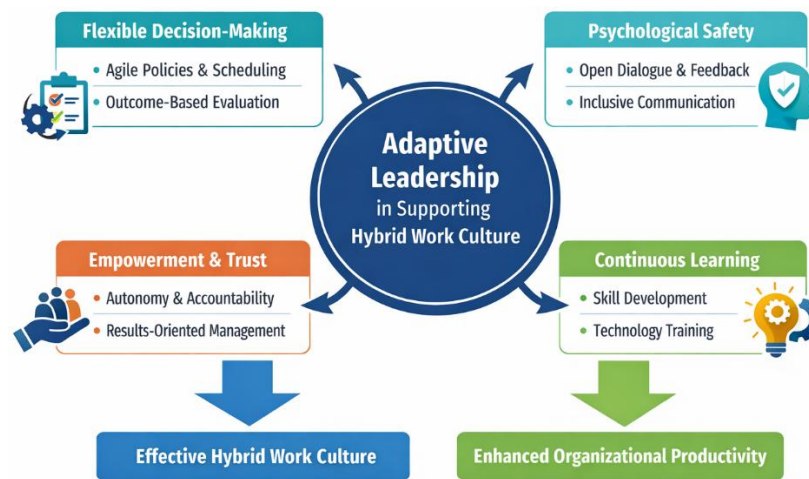 Flexible Decision-Making
• Agile Policies & Scheduling
• Outcome-Based Evaluation
Psychological Safety
• Open Dialogue & Feedback
• Inclusive Communication
Adaptive
Leadership
in Supporting
Hybrid Work Culture
Empowerment & Trust
• Autonomy & Accountability
• Results-Oriented Management
Continuous Learning
• Skill Development
• Technology Training
Effective Hybrid Work Culture
Enhanced Organizational Productivity